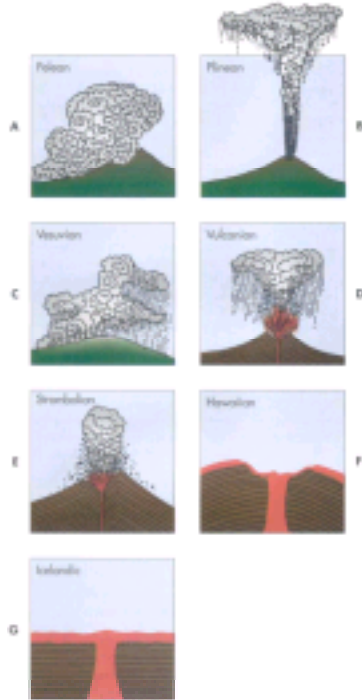 Pelean
Plinean
A
B
Vesuvian
Vulcanian
C
D
Strombolian
Hawaiian
E
F
Icelandic
G